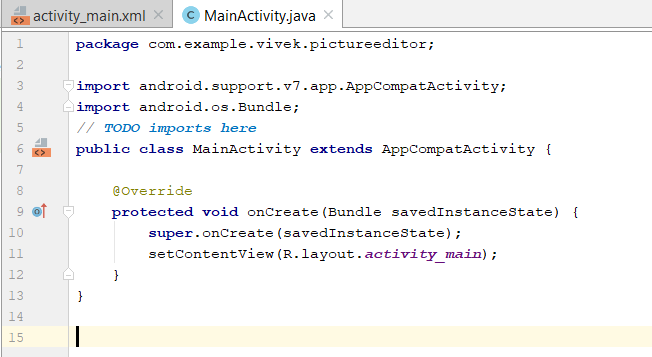 activity_main.xml MainActivity.java
1 package com.example.vivek.pictureeditor;
2
3 import android.support.v7.app.AppCompatActivity;
4 import android.os.Bundle;
5 // TODO imports here
6 public class MainActivity extends AppCompatActivity {
7
8 @Override
9 protected void onCreate(Bundle savedInstanceState) {
10 super.onCreate(savedInstanceState);
11 setContentView(R.layout.activity_main);
12 }
13 }
14
15